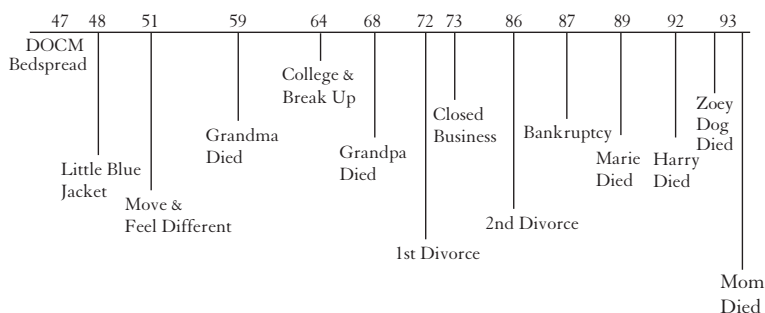 47 48 51 59 64 68 72 73 86 87 89 92 93
DOCM
Bedspread
Little Blue
Jacket
Move &
Feel Different
Grandma
Died
College &
Break Up
Grandpa
Died
1st Divorce
Closed
Business
2nd Divorce
Bankruptcy
Marie
Died
Harry
Died
Zoey
Dog
Died
Mom
Died